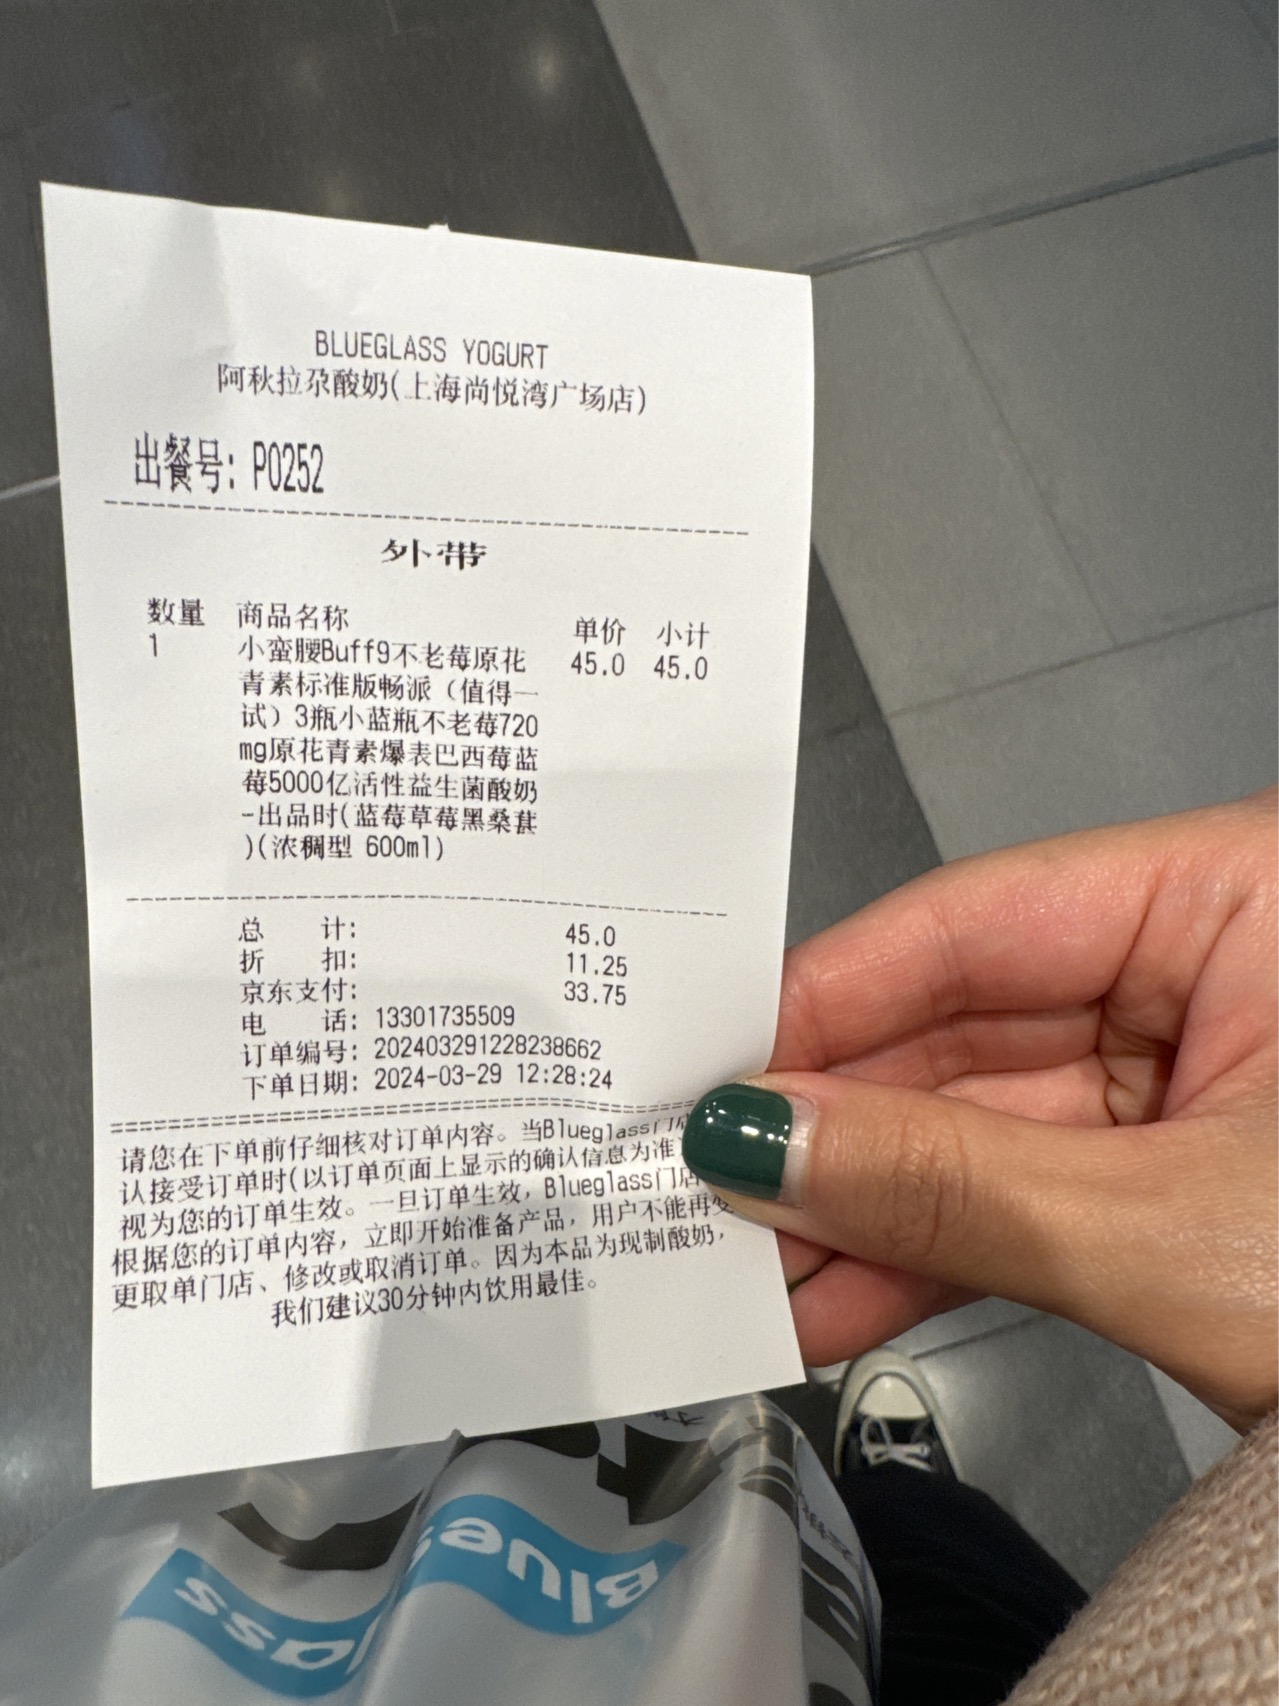 BLUEGLASS YOGURT
阿秋拉尕酸奶(上海尚悦湾广场店)
出餐号: P0252
外带
数量 商品名称 单价 小计
1 小蛮腰Buff9不老莓原花 45.0 45.0
青素标准版畅派（值得一
试）3瓶小蓝瓶不老莓720
mg原花青素爆表巴西莓蓝
莓5000亿活性益生菌酸奶
-出品时(蓝莓草莓黑桑葚
)(浓稠型 600ml)
总 计: 45.0
折 扣: 11.25
京东支付: 33.75
电 话: 13301735509
订单编号: 202403291228238662
下单日期: 2024-03-29 12:28:24
请您在下单前仔细核对订单内容。当Blueglass门
认接受订单时(以订单页面上显示的确认信息为准
视为您的订单生效。一旦订单生效，Blueglass门店
根据您的订单内容，立即开始准备产品，用户不能再变
更取单门店、修改或取消订单。因为本品为现制酸奶，
我们建议30分钟内饮用最佳。
Blues